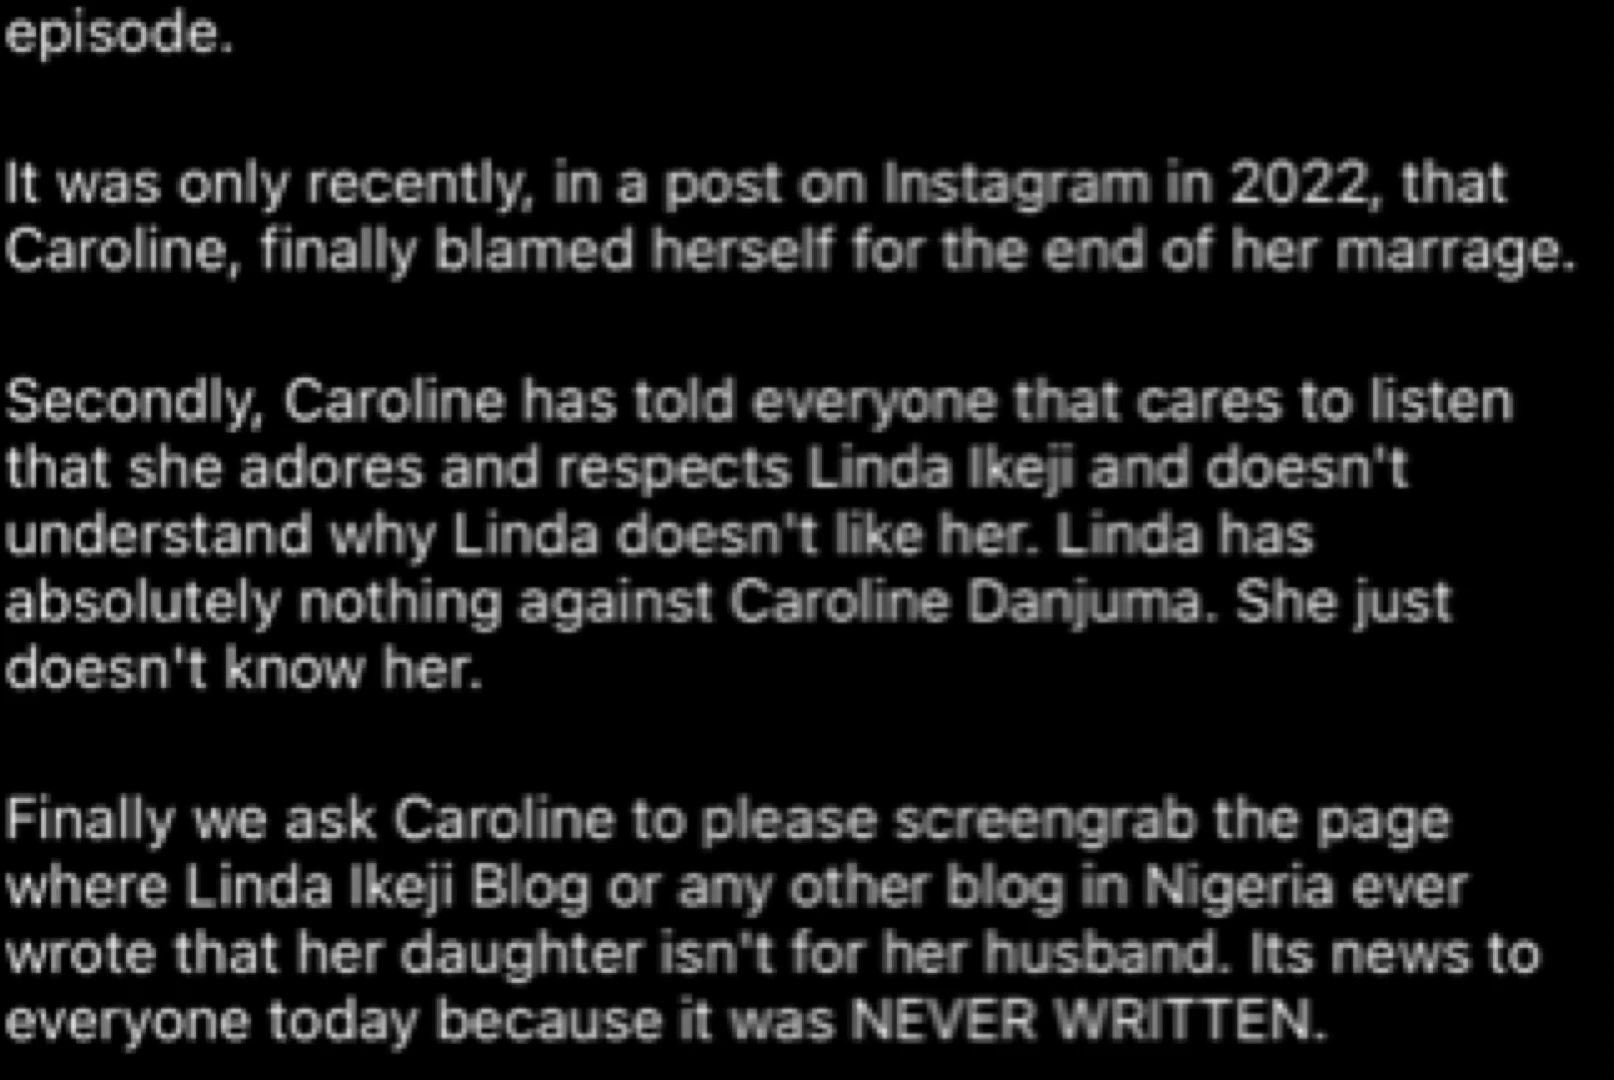 episode.
It was only recently, in a post on Instagram in 2022, that
Caroline, finally blamed herself for the end of her marrage.
Secondly, Caroline has told everyone that cares to listen
that she adores and respects Linda Ikeji and doesn't
understand why Linda doesn't like her. Linda has
absolutely nothing against Caroline Danjuma. She just
doesn't know her.
Finally we ask Caroline to please screengrab the page
where Linda Ikeji Blog or any other blog in Nigeria ever
wrote that her daughter isn't for her husband. Its news to
everyone today because it was NEVER WRITTEN.